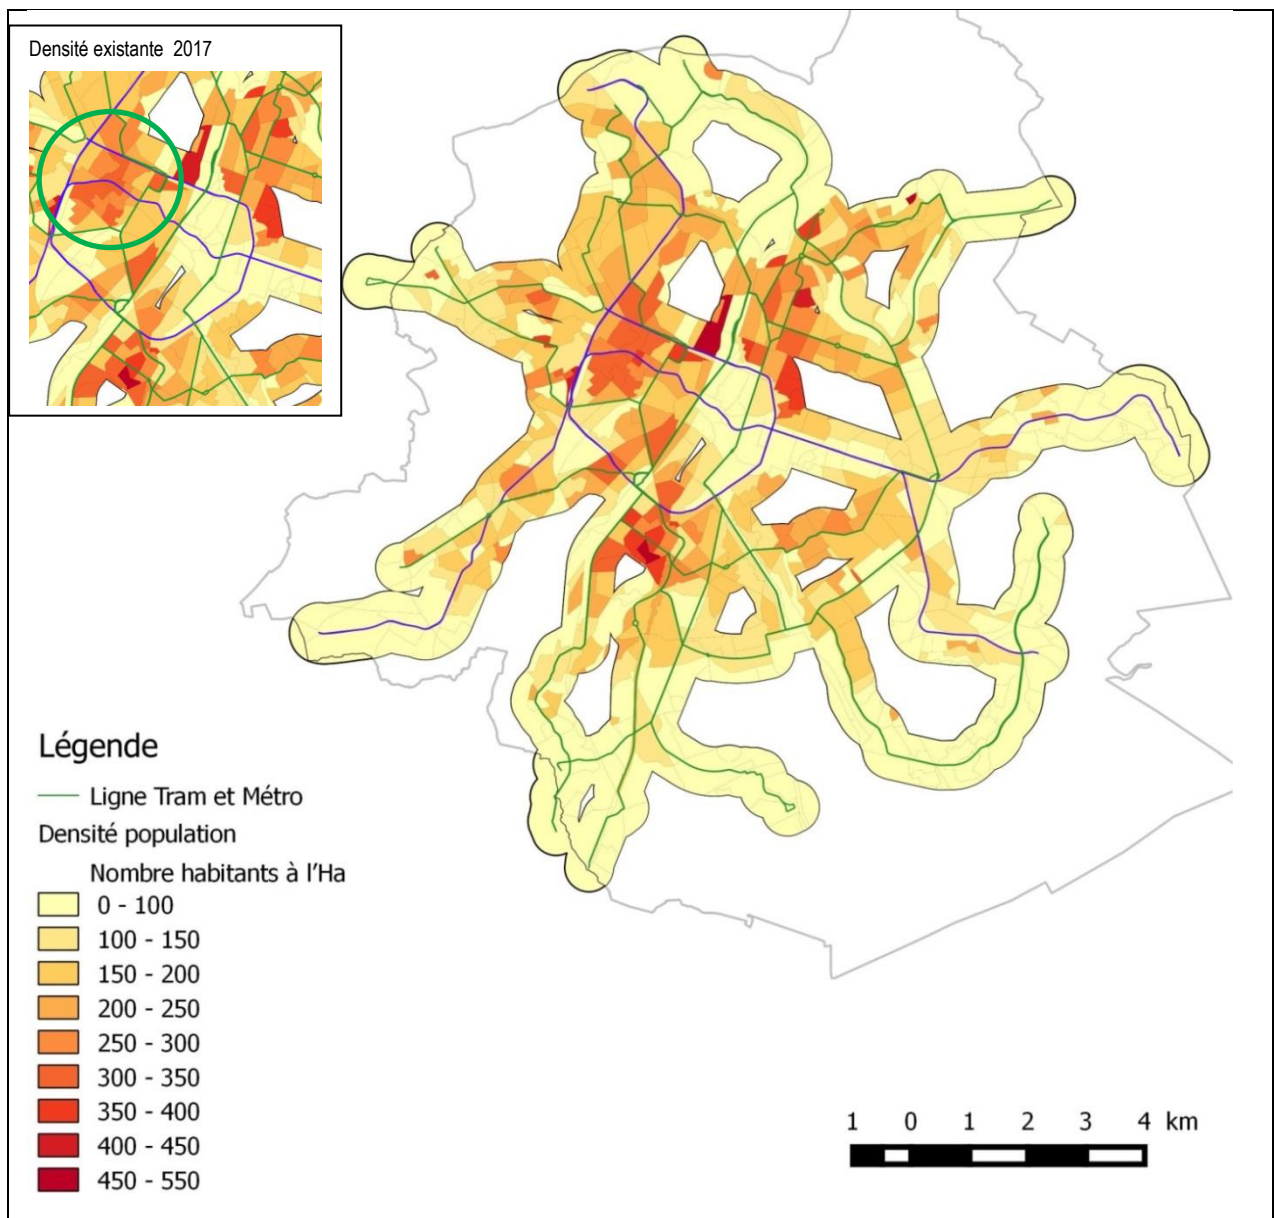 Densité existante 2017
Légende
Ligne Tram et Métro
Densité population
Nombre habitants à l'Ha
0 - 100
100 - 150
150 - 200
200 - 250
250 - 300
300 - 350
350 - 400
400 - 450
450 - 550
1 0 1 2 3 4 km